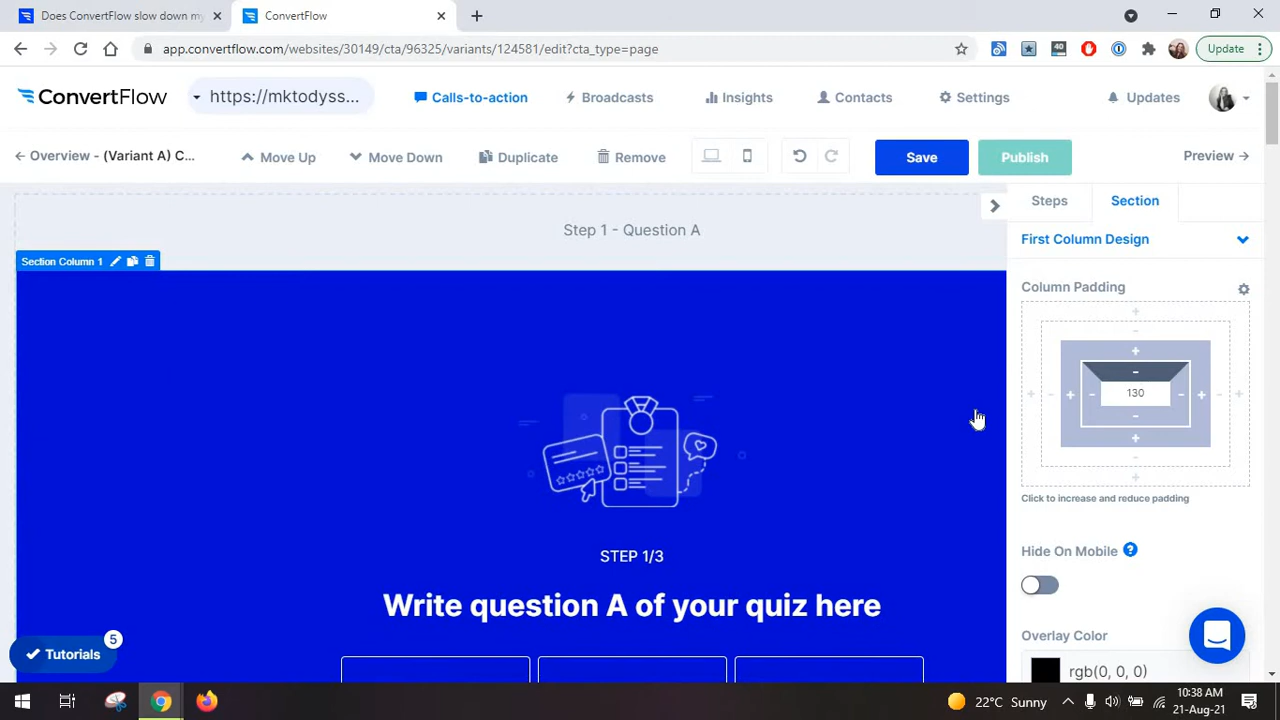 Does ConvertFlow slow down my
ConvertFlow
app.convertflow.com/websites/30149/cta/96325/variants/124581/edit?cta_type=page
40
Update
ConvertFlow
https://mktodyss...
Calls-to-action
Broadcasts
Insights
Contacts
Settings
Updates
Overview - (Variant A) C...
Move Up
Move Down
Duplicate
Remove
Save
Publish
Preview
Steps
Section
Step 1 - Question A
First Column Design
Section Column 1
Column Padding
130
Click to increase and reduce padding
Hide On Mobile
STEP 1/3
Write question A of your quiz here
Overlay Color
rgb(0, 0, 0)
Tutorials
5
22°C Sunny
10:38 AM
21-Aug-21